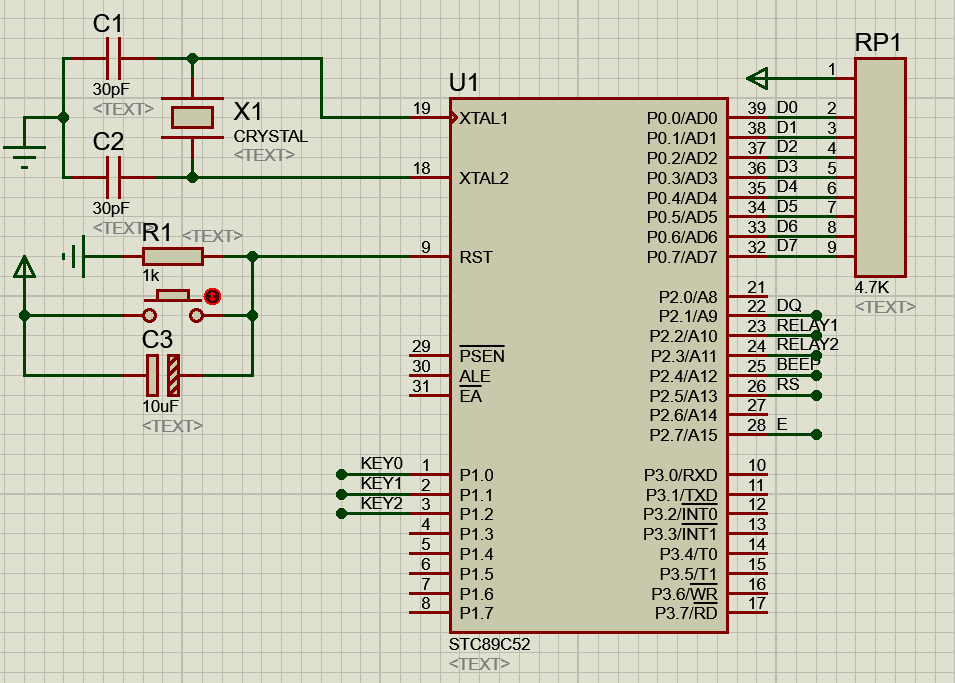 C1
30pF
<TEXT>
X1
CRYSTAL
<TEXT>
C2
30pF
<TEXT>
R1
<TEXT>
1k
C3
10uF
<TEXT>
U1
19 XTAL1
18 XTAL2
9 RST
29 PSEN
30 ALE
31 EA
KEY0 1 P1.0
KEY1 2 P1.1
KEY2 3 P1.2
4 P1.3
5 P1.4
6 P1.5
7 P1.6
8 P1.7
P0.0/AD0 39 D0 2
P0.1/AD1 38 D1 3
P0.2/AD2 37 D2 4
P0.3/AD3 36 D3 5
P0.4/AD4 35 D4 6
P0.5/AD5 34 D5 7
P0.6/AD6 33 D6 8
P0.7/AD7 32 D7 9
P2.0/A8 21
P2.1/A9 22 DQ
P2.2/A10 23 RELAY1
P2.3/A11 24 RELAY2
P2.4/A12 25 BEEP
P2.5/A13 26 RS
P2.6/A14 27
P2.7/A15 28 E
P3.0/RXD 10
P3.1/TXD 11
P3.2/INT0 12
P3.3/INT1 13
P3.4/T0 14
P3.5/T1 15
P3.6/WR 16
P3.7/RD 17
STC89C52
<TEXT>
RP1
1
4.7K
<TEXT>